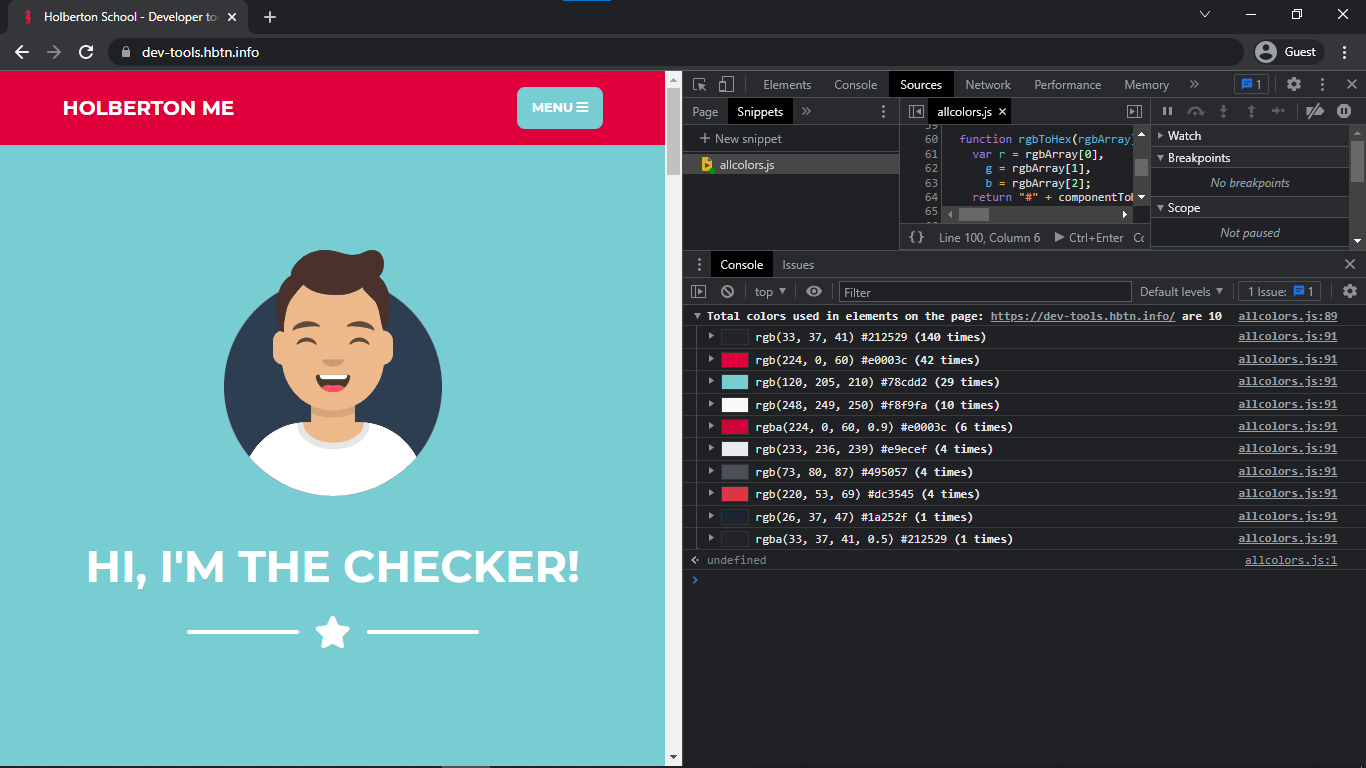 Holberton School - Developer to
dev-tools.hbtn.info
Guest
HOLBERTON ME
MENU
HI, I'M THE CHECKER!
Elements Console Sources Network Performance Memory » 1
Page Snippets »
allcolors.js
+ New snippet
allcolors.js
59
60 function rgbToHex(rgbArray)
61 var r = rgbArray[0],
62 g = rgbArray[1],
63 b = rgbArray[2];
64 return "#" + componentToH
65
{} Line 100, Column 6 Ctrl+Enter Co
Watch
Breakpoints
No breakpoints
Scope
Not paused
Console Issues
top Filter Default levels 1 Issue: 1
Total colors used in elements on the page: https://dev-tools.hbtn.info/ are 10 allcolors.js:89
rgb(33, 37, 41) #212529 (140 times) allcolors.js:91
rgb(224, 0, 60) #e0003c (42 times) allcolors.js:91
rgb(120, 205, 210) #78cdd2 (29 times) allcolors.js:91
rgb(248, 249, 250) #f8f9fa (10 times) allcolors.js:91
rgba(224, 0, 60, 0.9) #e0003c (6 times) allcolors.js:91
rgb(233, 236, 239) #e9ecef (4 times) allcolors.js:91
rgb(73, 80, 87) #495057 (4 times) allcolors.js:91
rgb(220, 53, 69) #dc3545 (4 times) allcolors.js:91
rgb(26, 37, 47) #1a252f (1 times) allcolors.js:91
rgba(33, 37, 41, 0.5) #212529 (1 times) allcolors.js:91
undefined allcolors.js:1